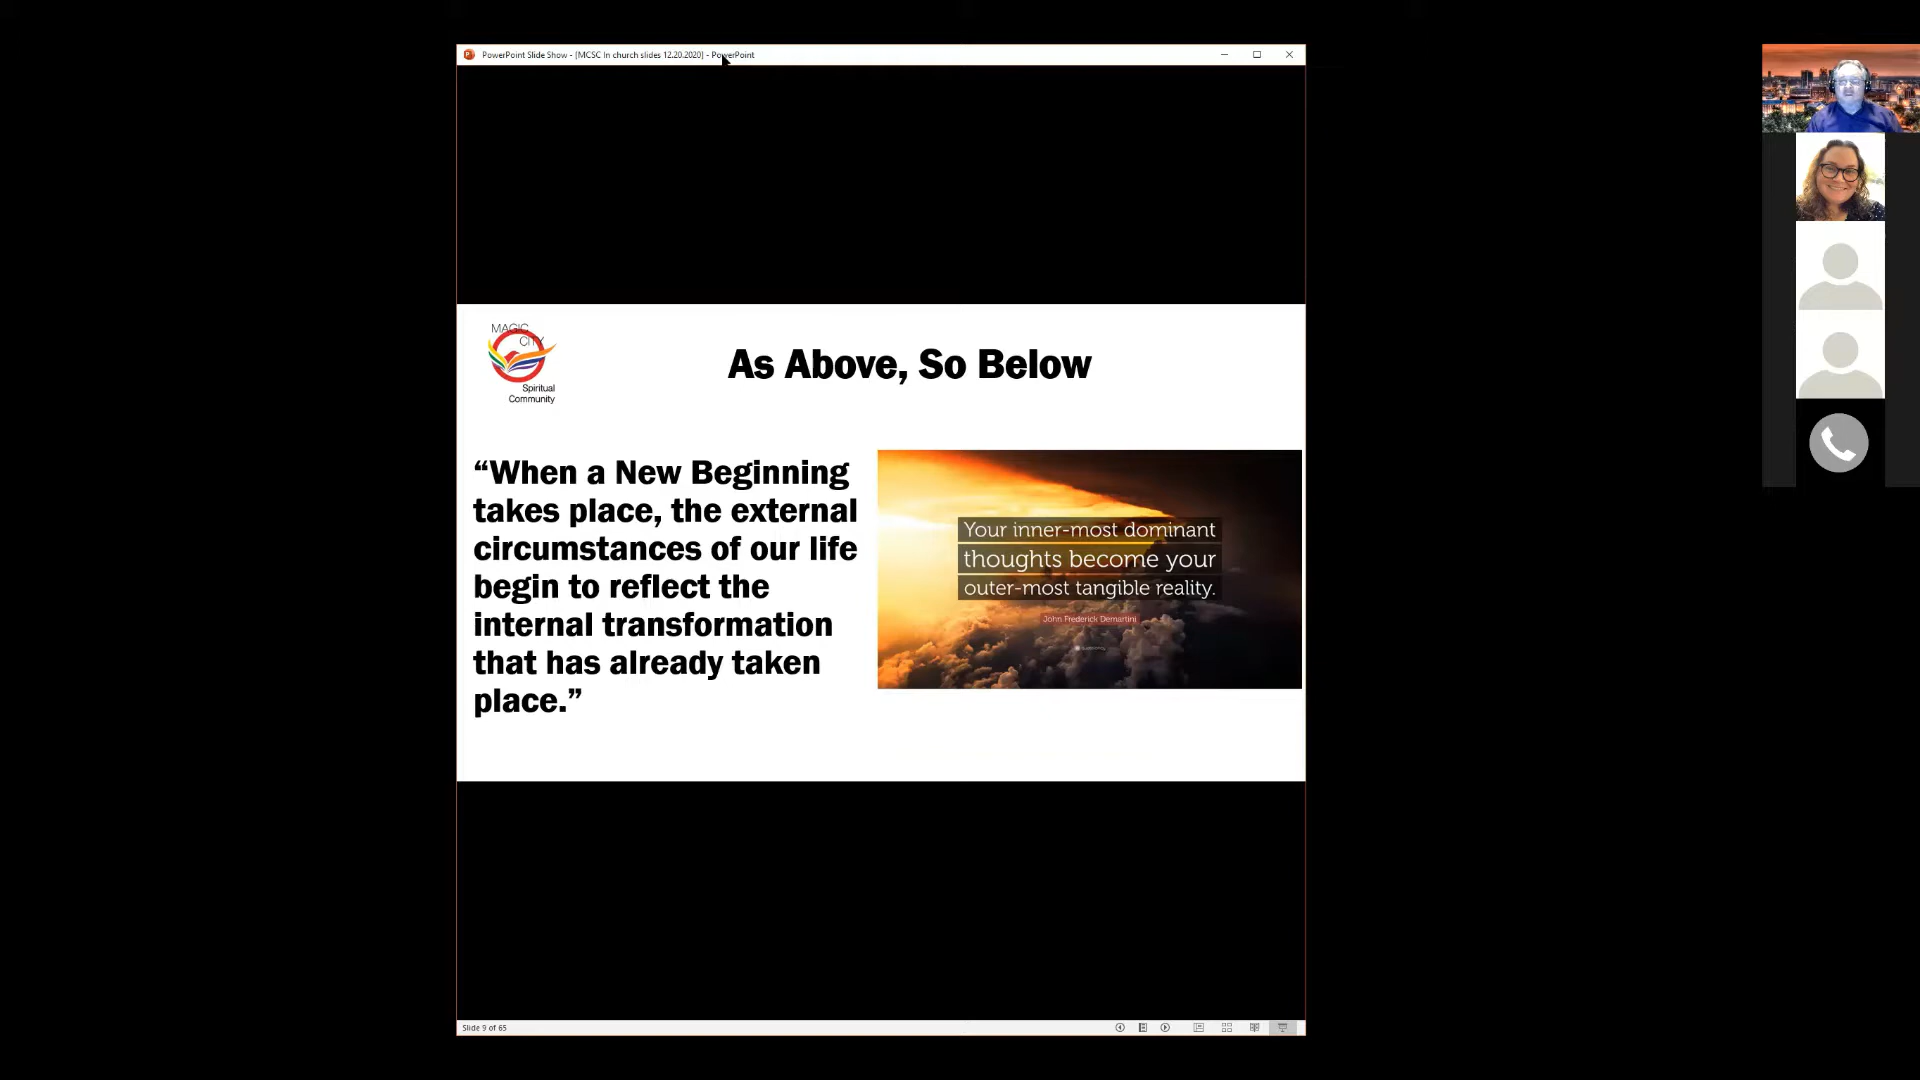 PowerPoint Slide Show - [MCSC In church slides 12.20.2020] - PowerPoint
MAGIC
CITY
Spiritual
Community
As Above, So Below
“When a New Beginning
takes place, the external
circumstances of our life
begin to reflect the
internal transformation
that has already taken
place.”
Your inner-most dominant
thoughts become your
outer-most tangible reality.
John Frederick Demartini
Slide 9 of 65